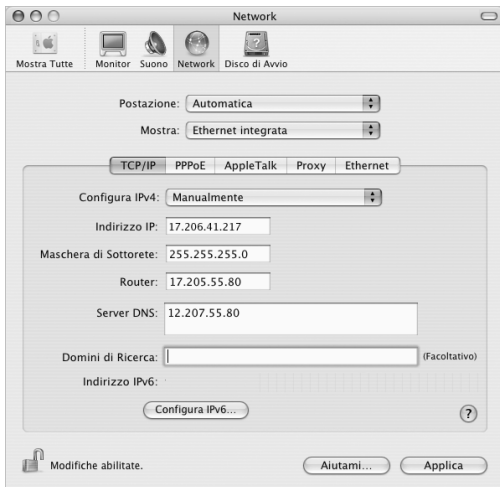 Network
Mostra Tutte
Monitor
Suono
Network
Disco di Avvio
Postazione: Automatica
Mostra: Ethernet integrata
TCP/IP
PPPoE
AppleTalk
Proxy
Ethernet
Configura IPv4: Manualmente
Indirizzo IP: 17.206.41.217
Maschera di Sottorete: 255.255.255.0
Router: 17.205.55.80
Server DNS: 12.207.55.80
Domini di Ricerca: (Facoltativo)
Indirizzo IPv6:
Configura IPv6...
?
Modifiche abilitate.
Aiutami...
Applica